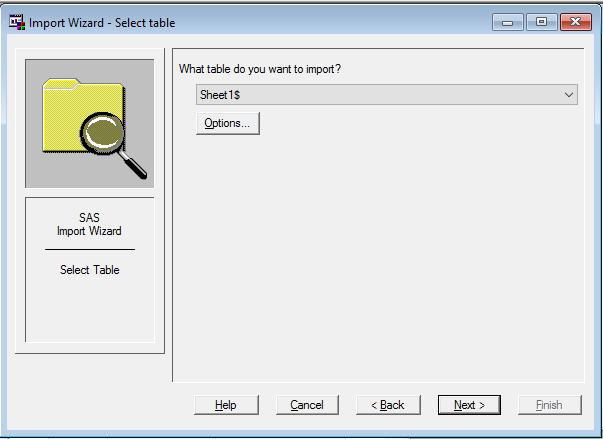 Import Wizard - Select table
What table do you want to import?
Sheet1$
Options...
SAS
Import Wizard
Select Table
Help
Cancel
< Back
Next >
Finish